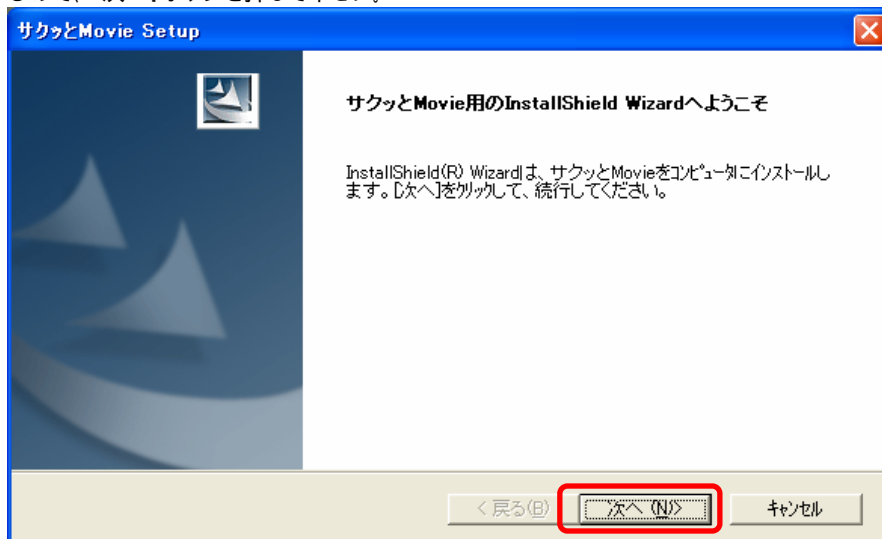 サクッとMovie Setup
サクッとMovie用のInstallShield Wizardへようこそ
InstallShield(R) Wizardは、サクッとMovieをコンピュータにインストールし
ます。[次へ]をクリックして、続行してください。
< 戻る(B)
次へ (N)>
キャンセル